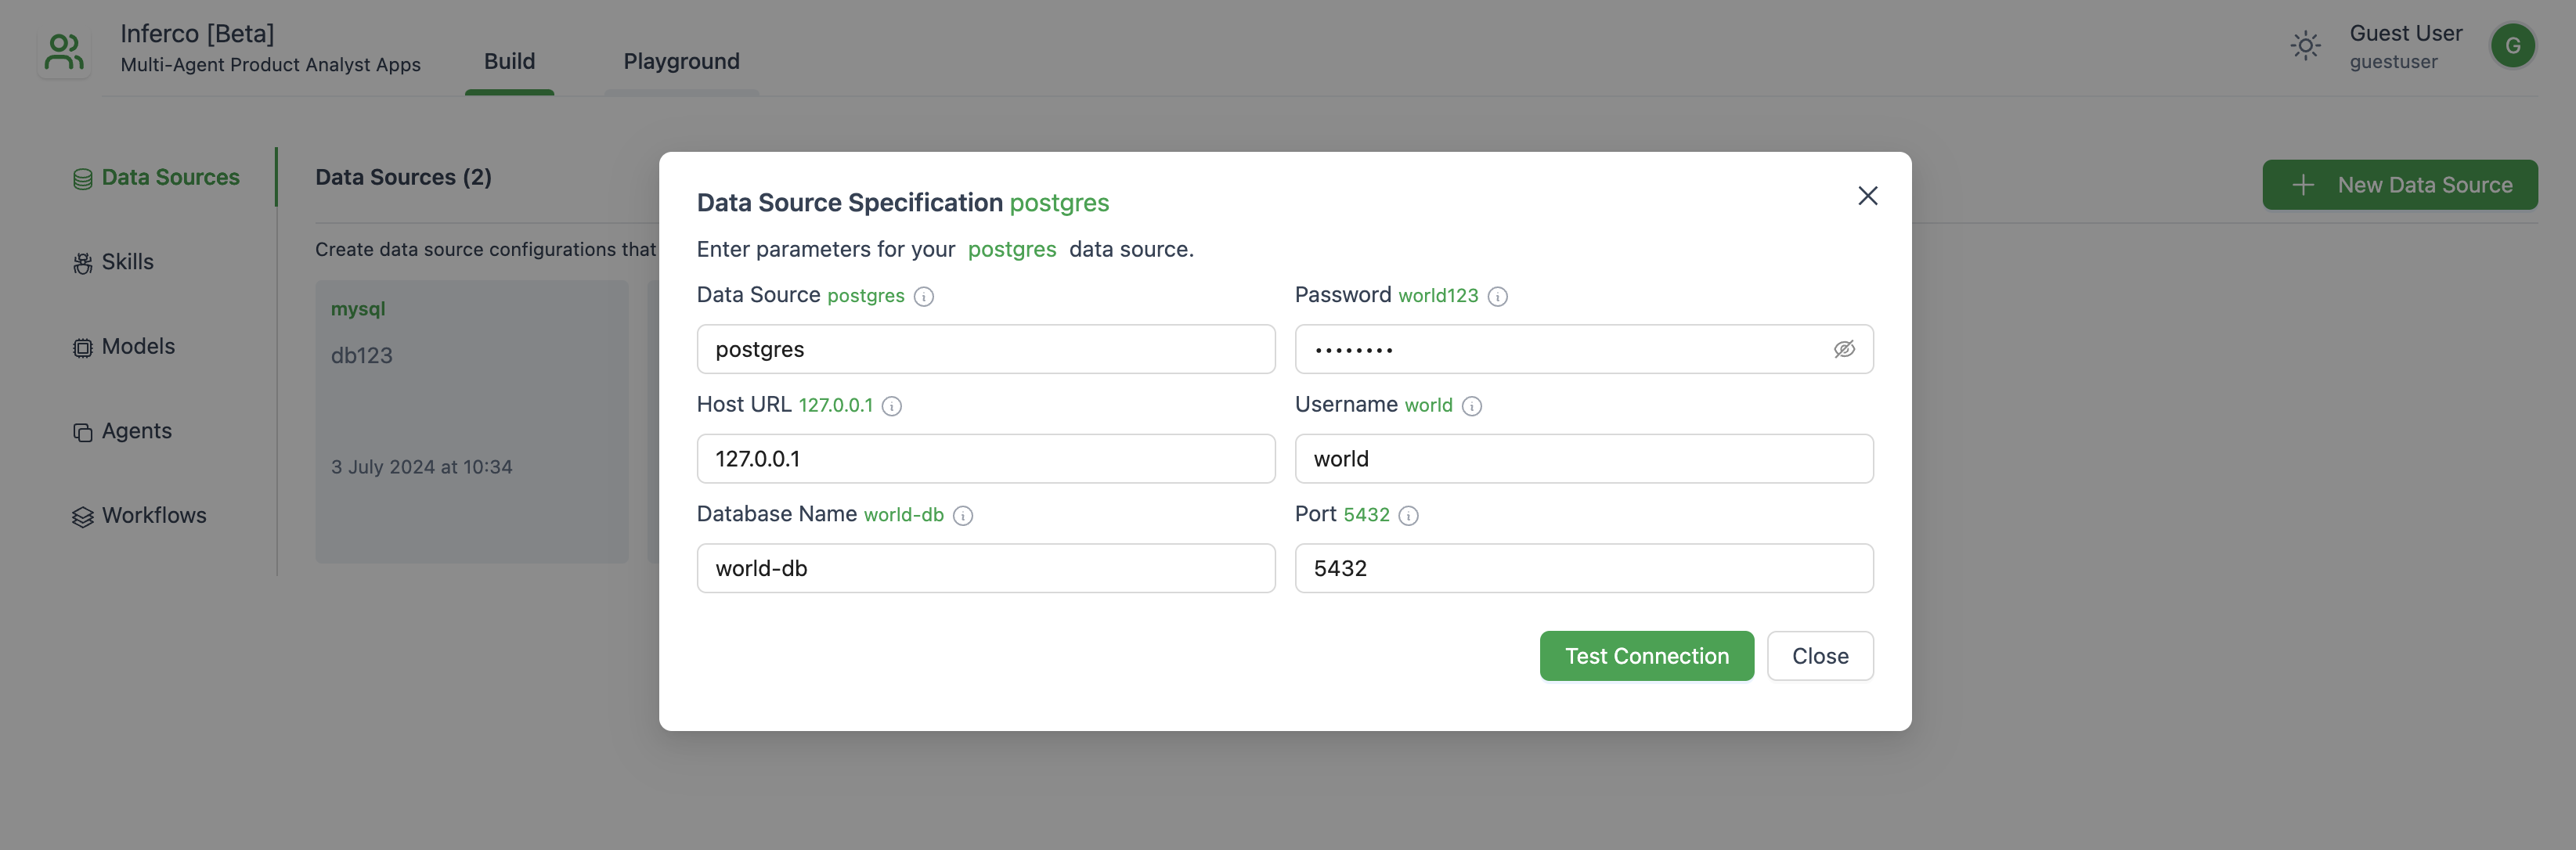 Inferco [Beta]
Multi-Agent Product Analyst Apps
Build
Playground
Guest User
guestuser
G
Data Sources
Skills
Models
Agents
Workflows
Data Sources (2)
New Data Source
Create data source configurations that
mysql
db123
3 July 2024 at 10:34
Data Source Specification postgres
Enter parameters for your postgres data source.
Data Source postgres
postgres
Password world123
••••••••
Host URL 127.0.0.1
127.0.0.1
Username world
world
Database Name world-db
world-db
Port 5432
5432
Test Connection
Close